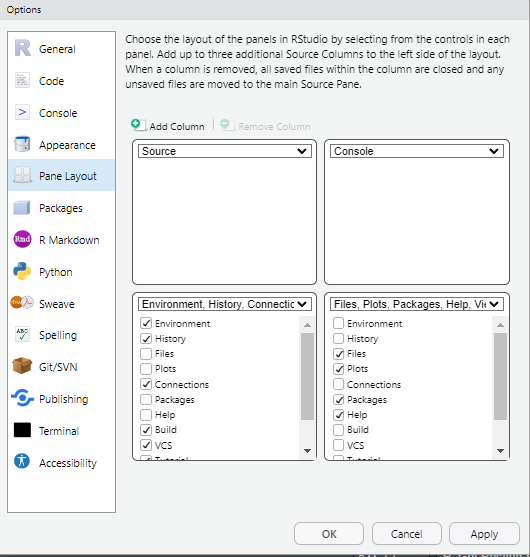 Options
General
Code
Console
Appearance
Pane Layout
Packages
R Markdown
Python
Sweave
Spelling
Git/SVN
Publishing
Terminal
Accessibility
Choose the layout of the panels in RStudio by selecting from the controls in each
panel. Add up to three additional Source Columns to the left side of the layout.
When a column is removed, all saved files within the column are closed and any
unsaved files are moved to the main Source Pane.
Add Column
Remove Column
Source
Console
Environment, History, Connectic
Environment
History
Files
Plots
Connections
Packages
Help
Build
VCS
Tutorial
Files, Plots, Packages, Help, Vie
Environment
History
Files
Plots
Connections
Packages
Help
Build
VCS
Tutorial
OK
Cancel
Apply